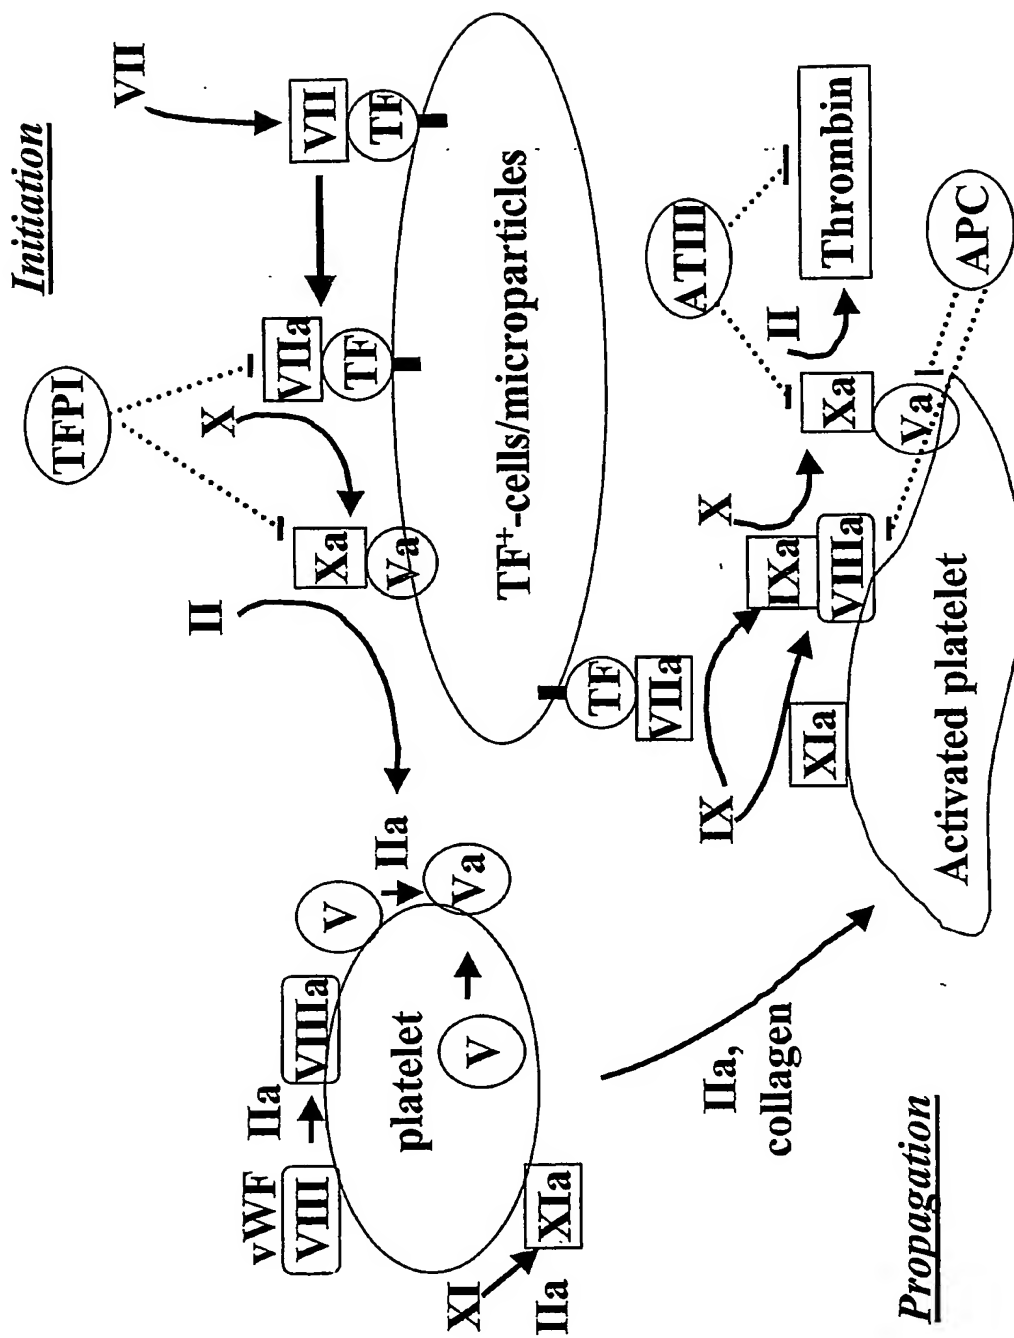 Initiation
TFPI
VII
II
X
vWF
IIa
VIII
VIIIa
V
Xa
VIIa
VII
TF
TF
IIa
platelet
Va
XI
V
Va
TF⁺-cells/microparticles
IIa
XIa
TF
VIIa
ATIII
IIa,
collagen
IX
X
IXa
II
XIa
VIIIa
Xa
Thrombin
Propagation
Va
Activated platelet
APC